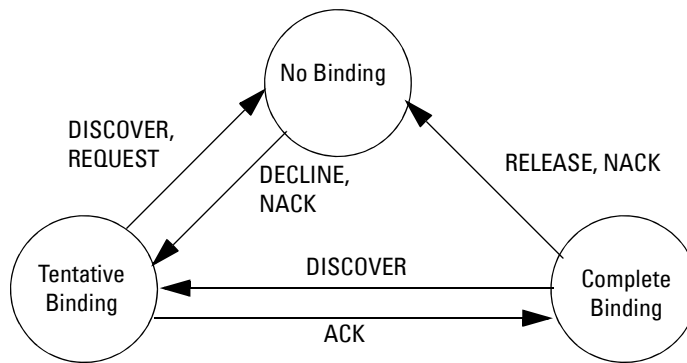 No Binding
DISCOVER,
REQUEST
DECLINE,
NACK
RELEASE, NACK
Tentative
Binding
DISCOVER
Complete
Binding
ACK